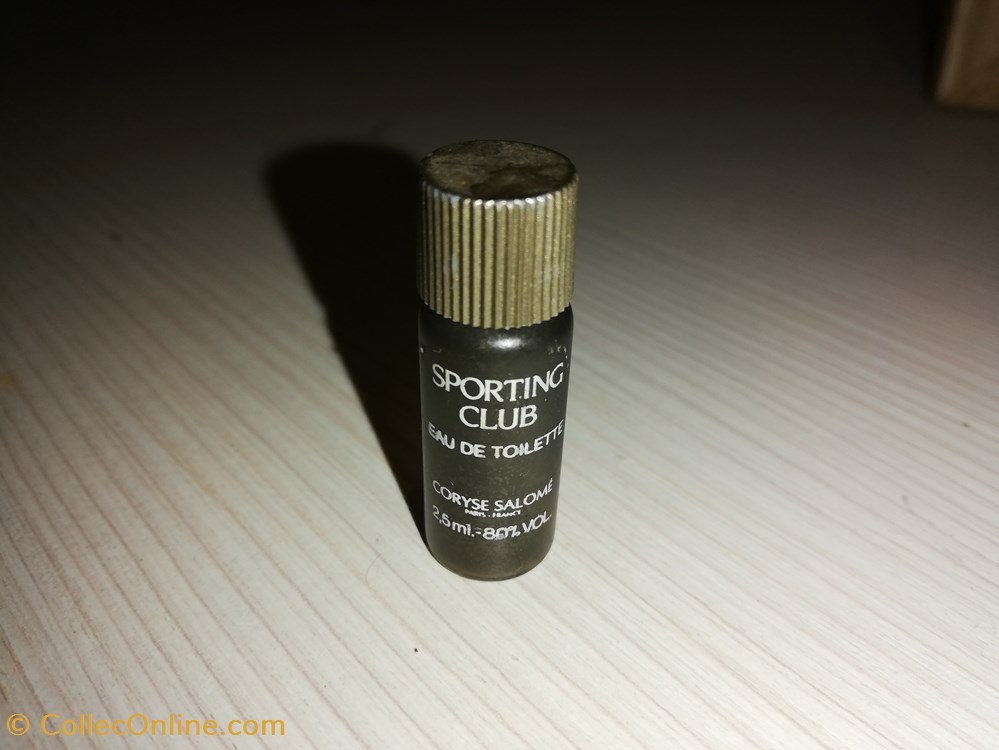 SPORTING
CLUB
EAU DE TOILETTE
CORYSE SALOMÉ
PARIS - FRANCE
2,5 ml. - 80% VOL.
© CollecOnline.com